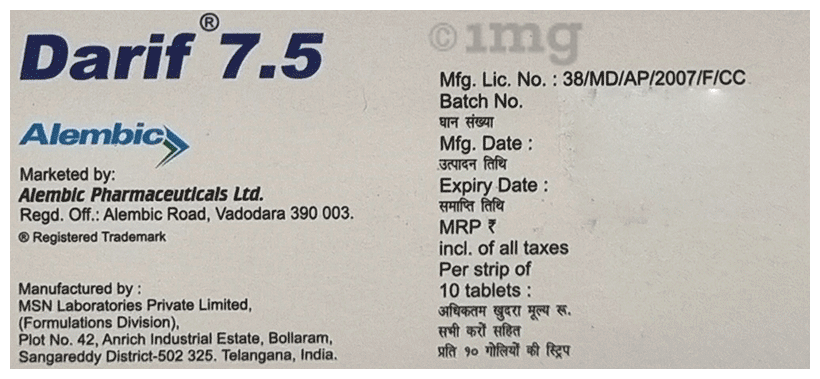 Darif® 7.5
Alembic
Marketed by:
Alembic Pharmaceuticals Ltd.
Regd. Off.: Alembic Road, Vadodara 390 003.
® Registered Trademark
Manufactured by :
MSN Laboratories Private Limited,
(Formulations Division),
Plot No. 42, Anrich Industrial Estate, Bollaram,
Sangareddy District-502 325. Telangana, India.
© 1mg
Mfg. Lic. No. : 38/MD/AP/2007/F/CC
Batch No.
घान संख्या
Mfg. Date :
उत्पादन तिथि
Expiry Date :
समाप्ति तिथि
MRP ₹
incl. of all taxes
Per strip of
10 tablets :
अधिकतम खुदरा मूल्य रू.
सभी करों सहित
प्रति १० गोलियों की स्ट्रिप